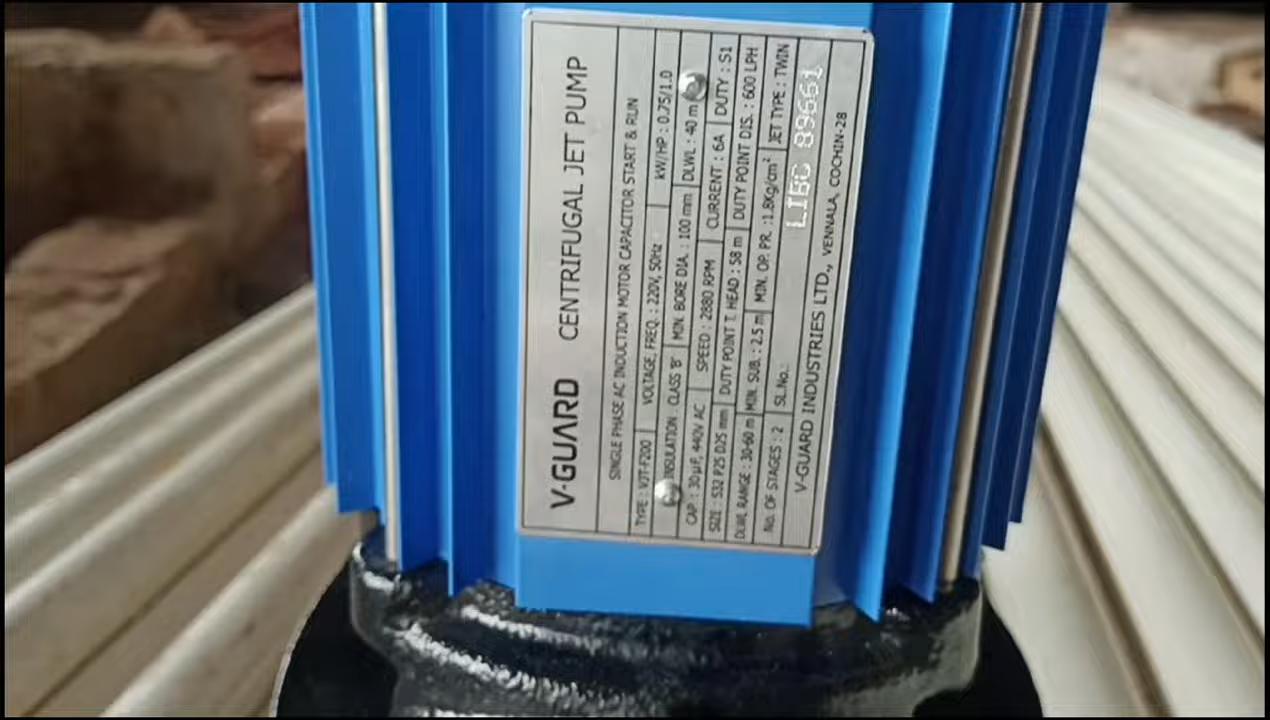 V-GUARD CENTRIFUGAL JET PUMP
SINGLE PHASE AC INDUCTION MOTOR CAPACITOR START & RUN
TYPE : VJT-F200 VOLTAGE, FREQ. : 220V, 50Hz kW/HP : 0.75/1.0
INSULATION : CLASS 'B' MIN. BORE DIA. : 100 mm DLWL : 40 m
CAP. : 30 µF, 440V AC SPEED : 2880 RPM CURRENT : 6A DUTY : S1
SIZE : S32 P25 D25 mm DUTY POINT T. HEAD : 58 m DUTY POINT DIS. : 600 LPH
DLWL RANGE : 30-60 m MIN. SUB. : 2.5 m MIN. OP. PR. : 1.8Kg/cm² JET TYPE : TWIN
No. OF STAGES : 2 SL.No.: LIBC 89661
V-GUARD INDUSTRIES LTD., VENNALA, COCHIN-28